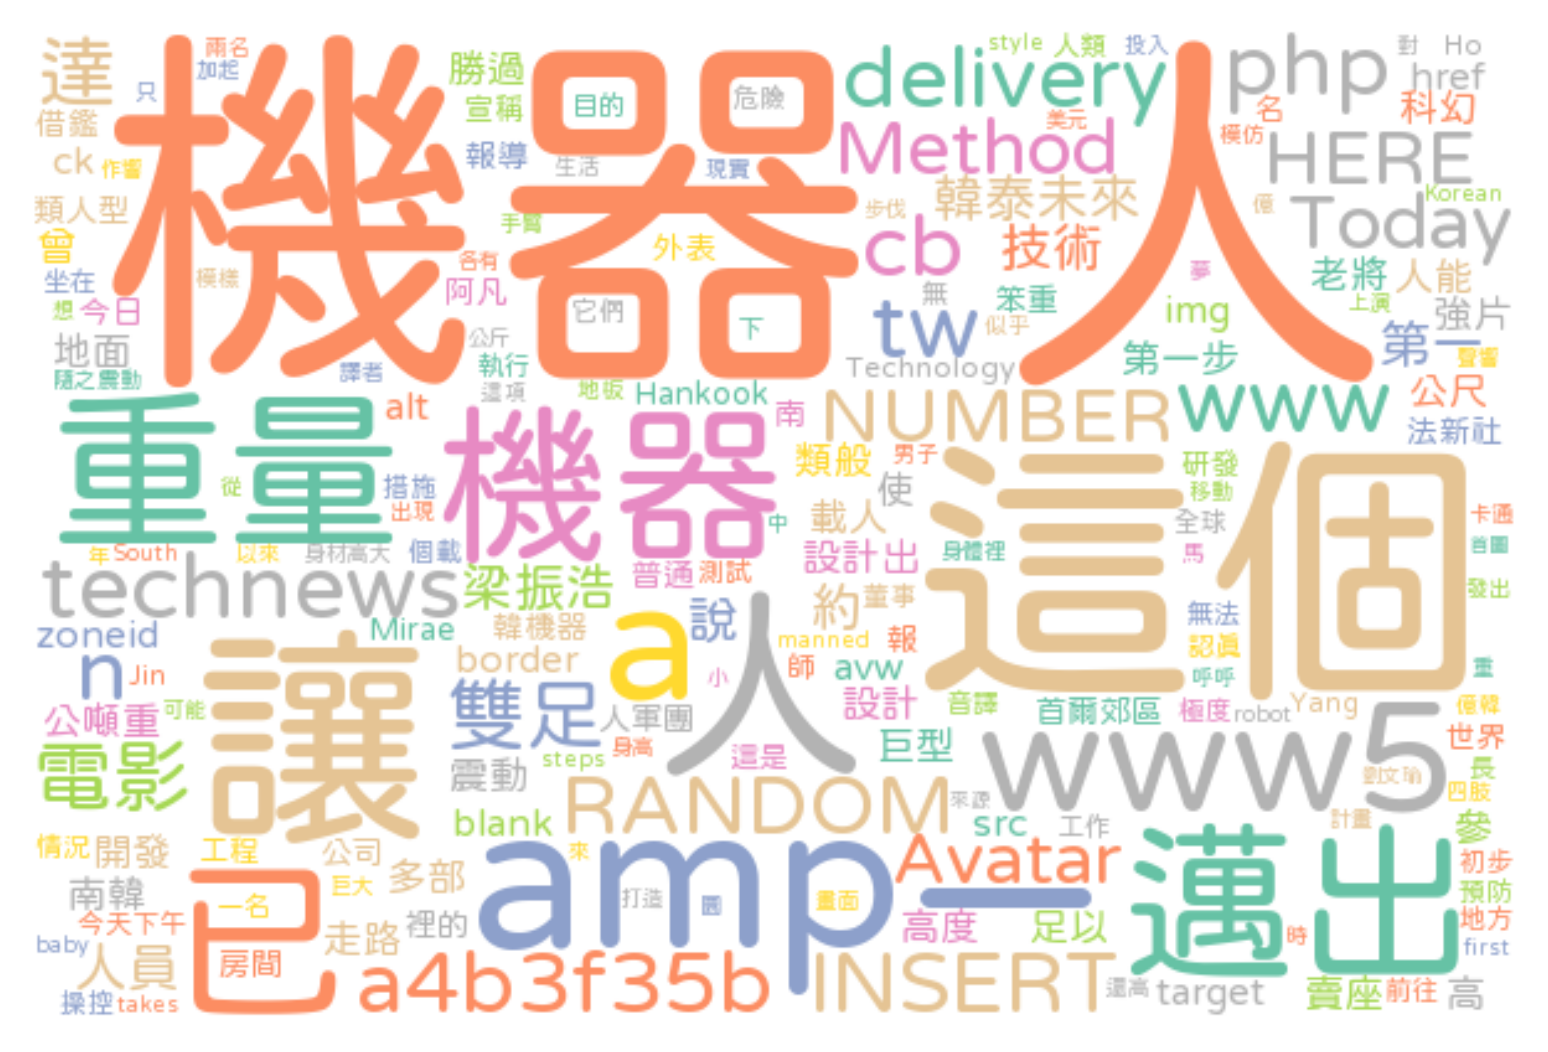 達
兩名
加起
只
機器人
勝過
宣稱
報導
目的
危險
生活
現實
delivery
style
人類
投入
php
對
Ho
href
科幻
名
模仿
美元
Method
HERE
借鑑
ck
作響
類人型
曾
坐在
想
今日
模樣
手臂
各有
阿凡
外表
它們
下
步伐
韓泰未來
cb
技術
無
笨重
tw
似乎
億
Korean
Today
夢
老將
人能
上演
img
強片
第一
聲響
第一步
地面
隨之震動
譯者
公斤
執行
這項
地板
Hankook
Technology
公尺
法新社
重量
alt
從
措施
出現
機器
南
NUMBER
www
類般
男子
使
載人
研發
移動
全球
這個
卡通
首圖
發出
年
South
以來
身材高大
個載
中
設計出
身體裡
馬
technews
梁振浩
普通
測試
約
董事
無法
認真
呼呼
重
zoneid
Mirae
韓機器
a
說
manned
報
師
avw
n
Jin
讓
border
小
人
設計
音譯
首爾郊區
極度
robot
Yang
億韓
公噸重
可能
雙足
人軍團
身高
steps
這是
巨型
www5
世界
長
四肢
劉文瑜
電影
震動
RANDOM
來源
blank
src
工作
計畫
參
情況
開發
工程
公司
來
amp
Avatar
一
邁出
初步
預防
地方
first
南韓
巨大
多部
已
一名
打造
圖
畫面
高度
足以
時
今天下午
baby
人員
房間
走路
裡的
操控
takes
a4b3f35b
INSERT
還高
target
賣座
前往
高